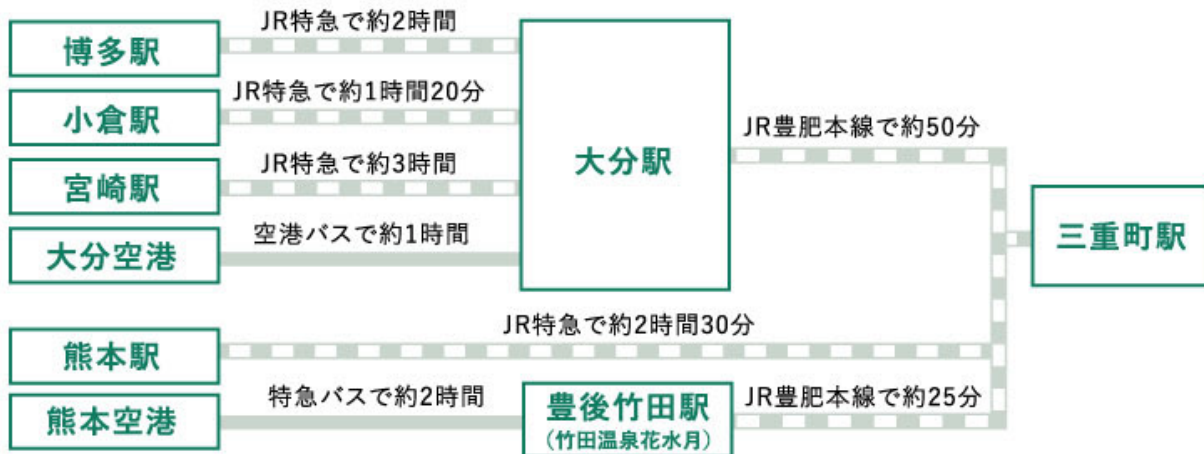 博多駅
JR特急で約2時間
小倉駅
JR特急で約1時間20分
宮崎駅
JR特急で約3時間
大分空港
空港バスで約1時間
大分駅
JR豊肥本線で約50分
三重町駅
熊本駅
JR特急で約2時間30分
熊本空港
特急バスで約2時間
豊後竹田駅
(竹田温泉花水月)
JR豊肥本線で約25分